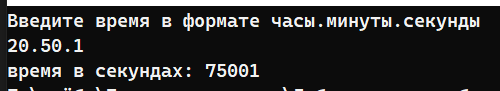 Введите время в формате часы.минуты.секунды
20.50.1
время в секундах: 75001